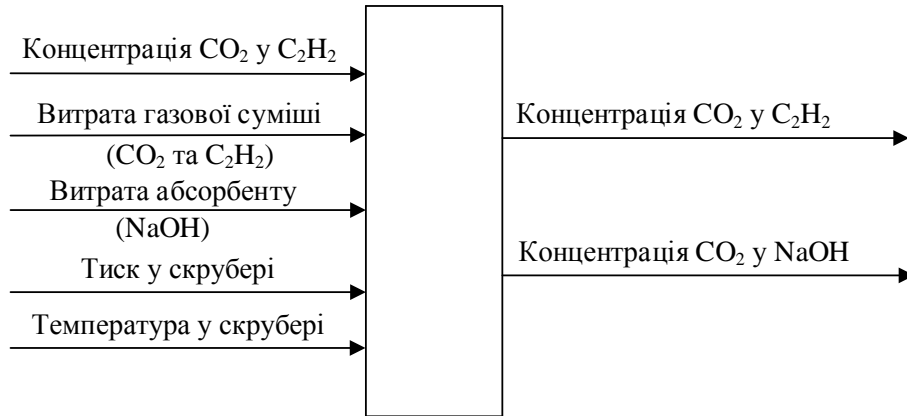 Концентрація CO₂ у C₂H₂
Витрата газової суміші
(CO₂ та C₂H₂)
Витрата абсорбенту
(NaOH)
Тиск у скрубері
Температура у скрубері
Концентрація CO₂ у C₂H₂
Концентрація CO₂ у NaOH